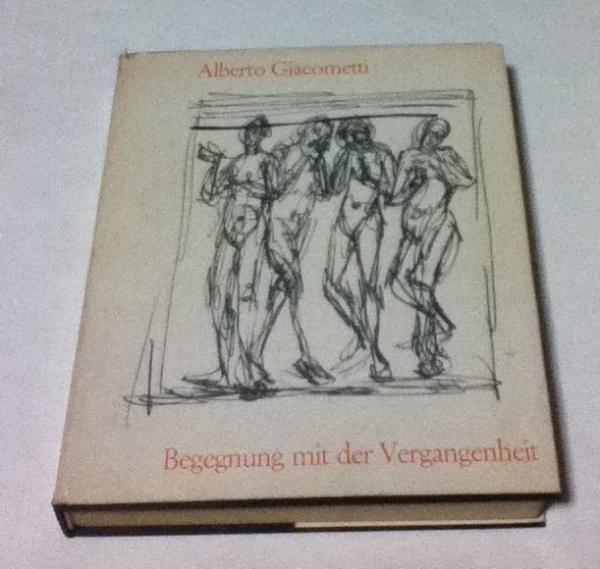 Alberto Giacometti
Begegnung mit der Vergangenheit